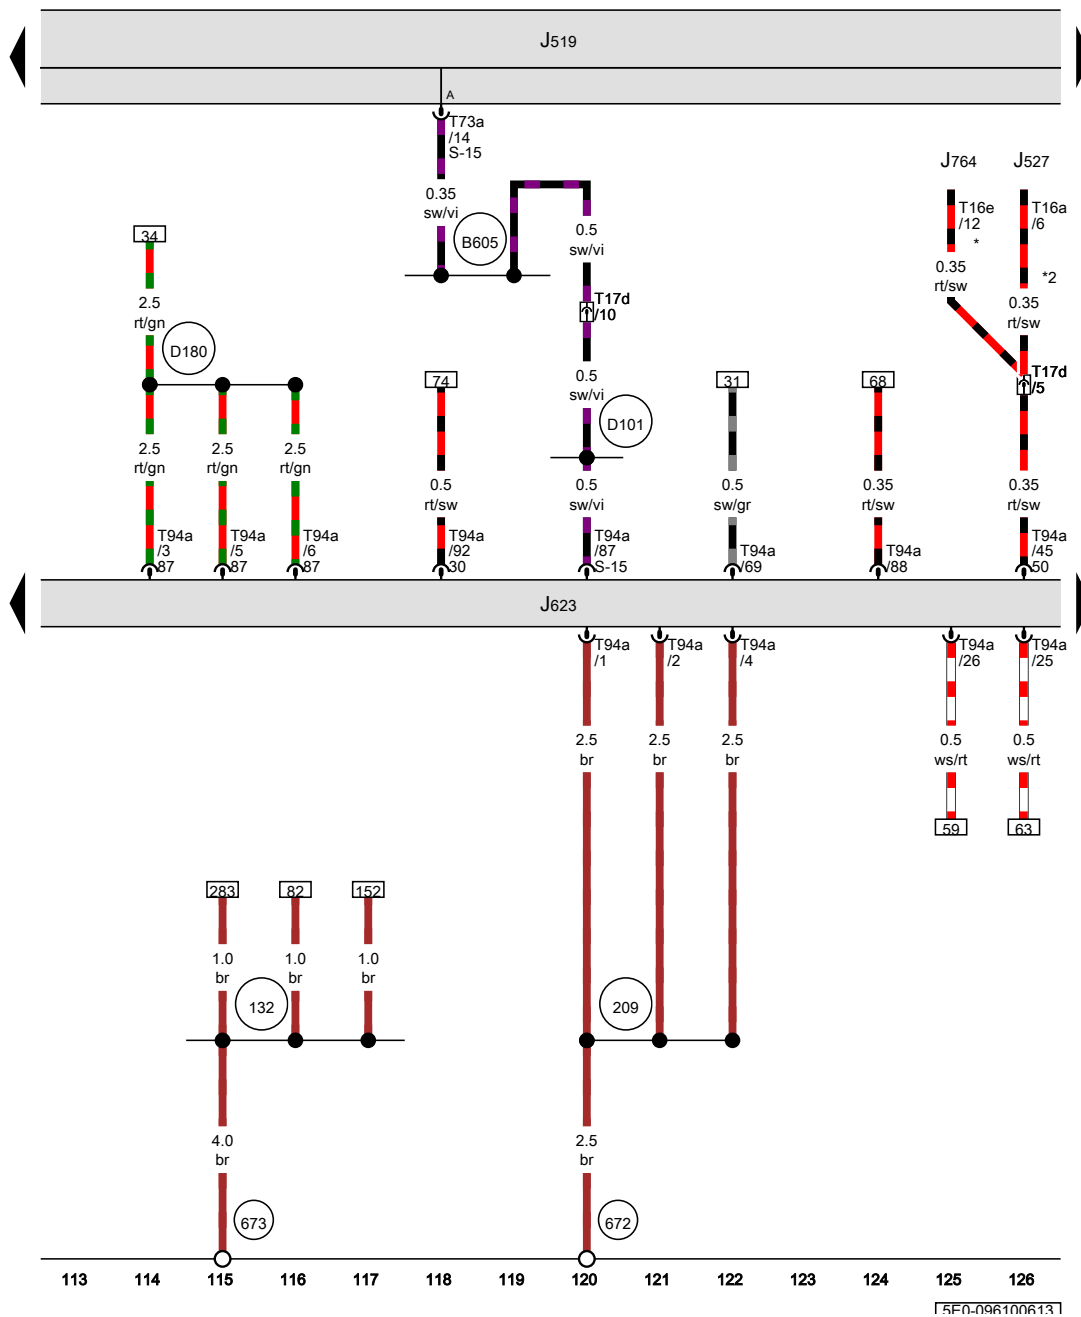 J519
A
T73a
/14
S-15
0.35
sw/vi
B605
0.5
sw/vi
T17d
/10
0.5
sw/vi
D101
J764
J527
T16e
/12
*
T16a
/6
*2
0.35
rt/sw
0.35
rt/sw
T17d
/5
34
2.5
rt/gn
D180
74
31
68
2.5
rt/gn
2.5
rt/gn
2.5
rt/gn
0.5
rt/sw
0.5
sw/vi
0.5
sw/gr
0.35
rt/sw
0.35
rt/sw
T94a
/3
87
T94a
/5
87
T94a
/6
87
T94a
/92
30
T94a
/87
S-15
T94a
/69
T94a
/88
T94a
/45
50
J623
T94a
/1
T94a
/2
T94a
/4
T94a
/26
T94a
/25
2.5
br
2.5
br
2.5
br
0.5
ws/rt
0.5
ws/rt
59
63
283
82
152
1.0
br
1.0
br
1.0
br
132
209
4.0
br
2.5
br
673
672
113 114 115 116 117 118 119 120 121 122 123 124 125 126
5E0-096100613